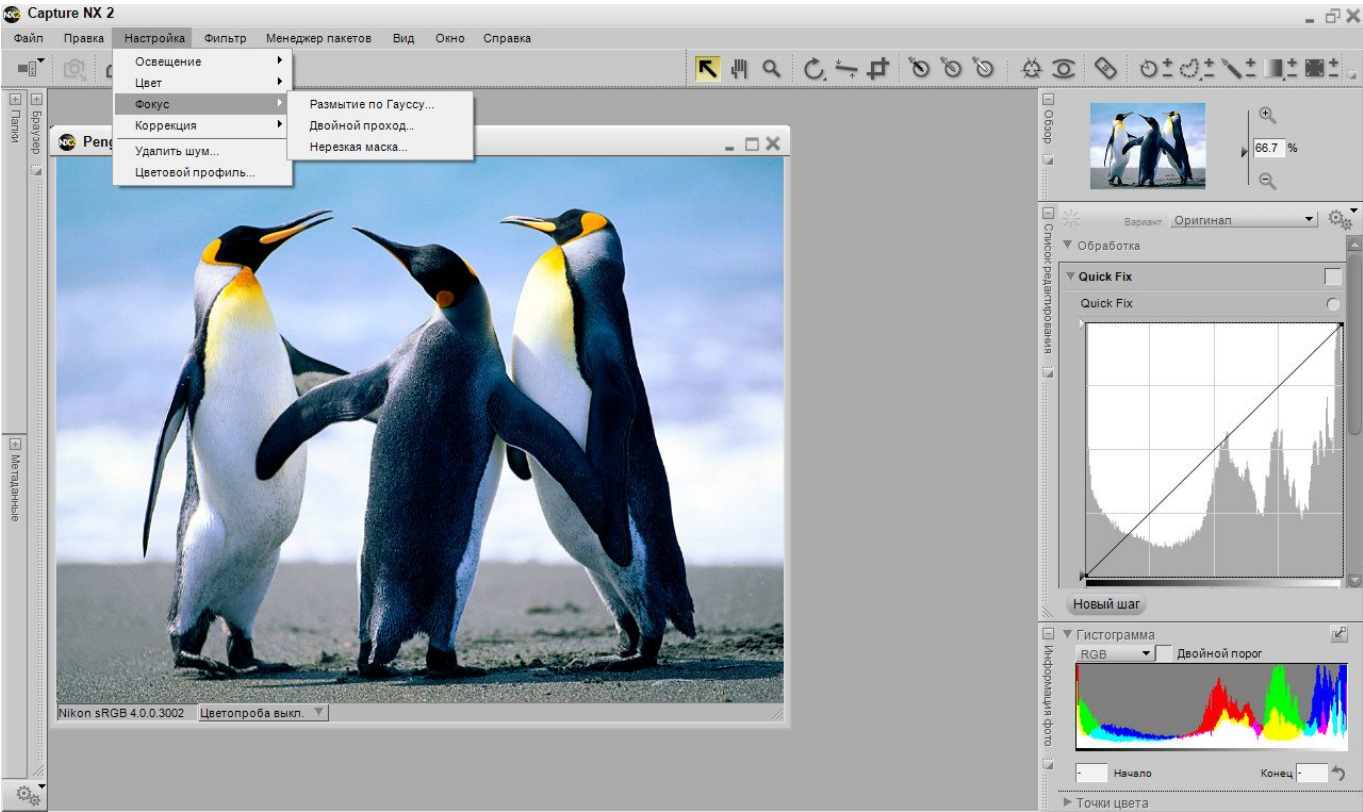 Capture NX 2
Файл Правка Настройка Фильтр Менеджер пакетов Вид Окно Справка
Освещение
Цвет
Фокус
Коррекция
Удалить шум...
Цветовой профиль...
Размытие по Гауссу...
Двойной проход...
Нерезкая маска...
Папки
Браузер
Метаданные
Peng
Nikon sRGB 4.0.0.3002 Цветопроба выкл.
Обзор
66.7 %
Список редактирования
Вариант Оригинал
Обработка
Quick Fix
Quick Fix
Новый шаг
Информация фото
Гистограмма
RGB Двойной порог
- Начало Конец -
Точки цвета